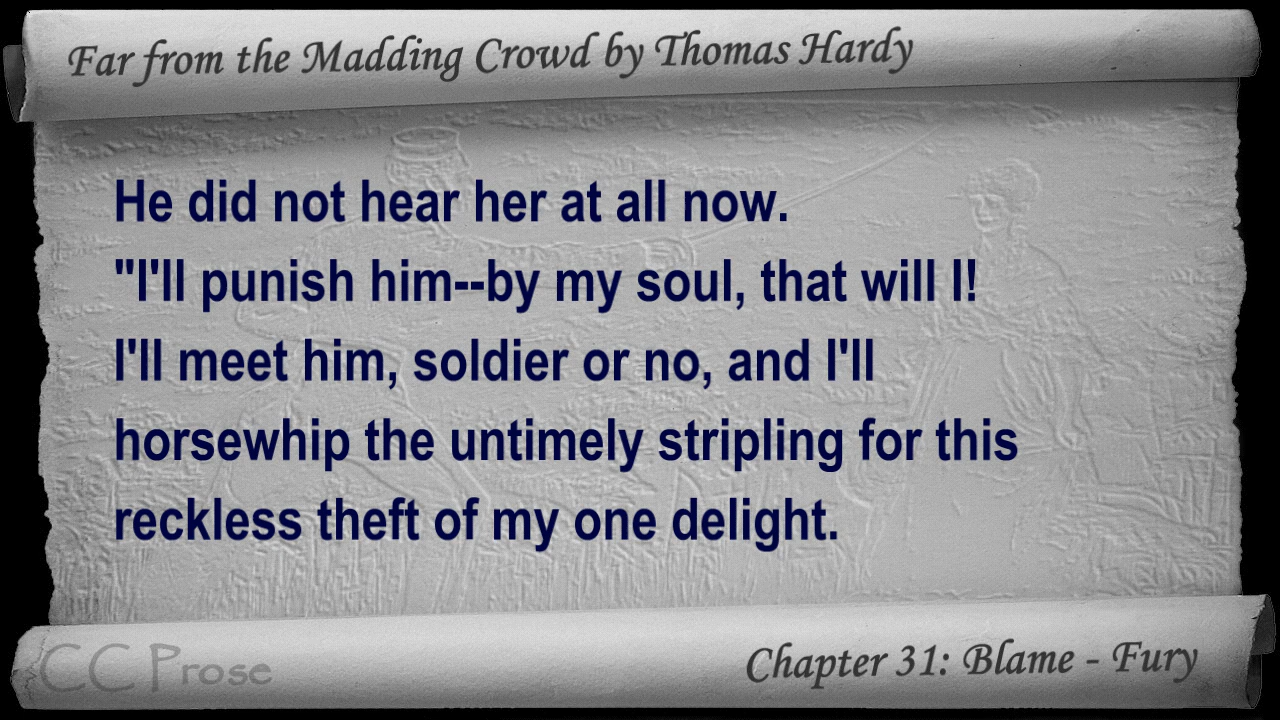 Far from the Madding Crowd by Thomas Hardy
He did not hear her at all now.
"I'll punish him--by my soul, that will I!
I'll meet him, soldier or no, and I'll
horsewhip the untimely stripling for this
reckless theft of my one delight.
CC Prose
Chapter 31: Blame - Fury